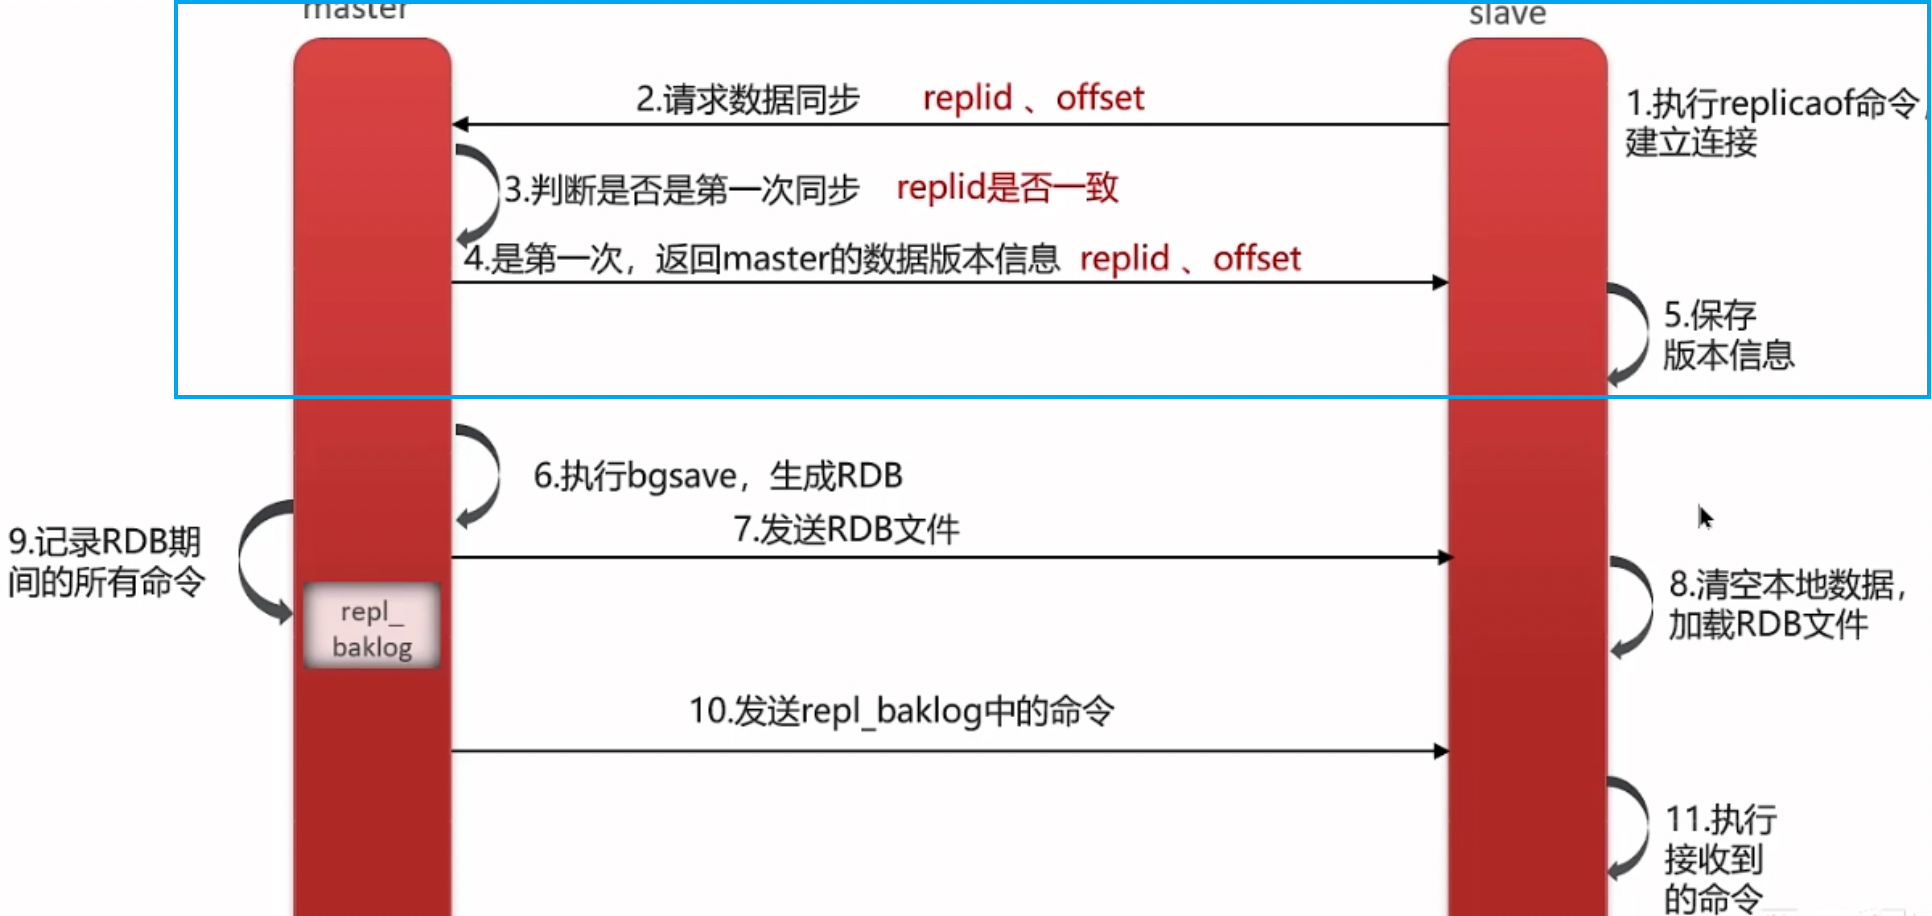 master
slave
1.执行replicaof命令,
建立连接
2.请求数据同步 replid 、offset
3.判断是否是第一次同步 replid是否一致
4.是第一次，返回master的数据版本信息 replid 、offset
5.保存
版本信息
6.执行bgsave，生成RDB
7.发送RDB文件
8.清空本地数据，
加载RDB文件
9.记录RDB期
间的所有命令
repl_
baklog
10.发送repl_baklog中的命令
11.执行
接收到
的命令